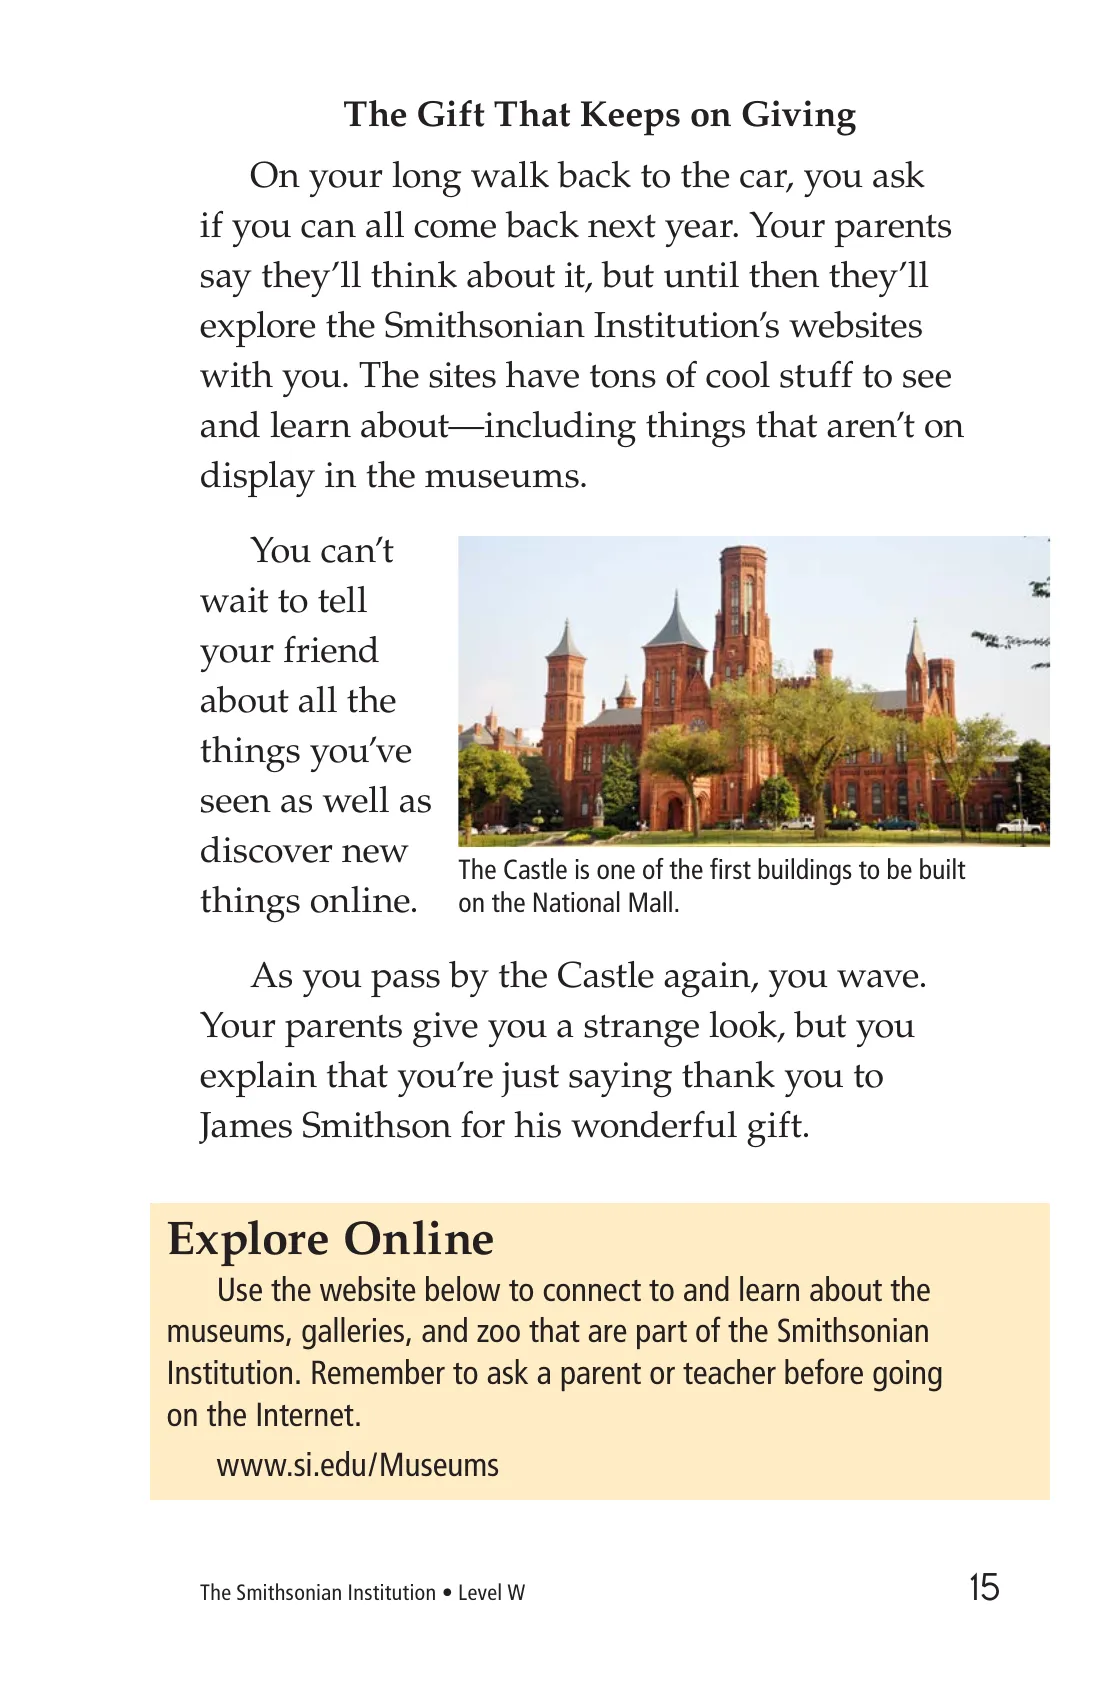 The Gift That Keeps on Giving
On your long walk back to the car, you ask
if you can all come back next year. Your parents
say they’ll think about it, but until then they’ll
explore the Smithsonian Institution’s websites
with you. The sites have tons of cool stuff to see
and learn about—including things that aren’t on
display in the museums.
You can’t
wait to tell
your friend
about all the
things you’ve
seen as well as
discover new
things online.
The Castle is one of the first buildings to be built
on the National Mall.
As you pass by the Castle again, you wave.
Your parents give you a strange look, but you
explain that you’re just saying thank you to
James Smithson for his wonderful gift.
Explore Online
Use the website below to connect to and learn about the
museums, galleries, and zoo that are part of the Smithsonian
Institution. Remember to ask a parent or teacher before going
on the Internet.
www.si.edu/Museums
The Smithsonian Institution • Level W
15